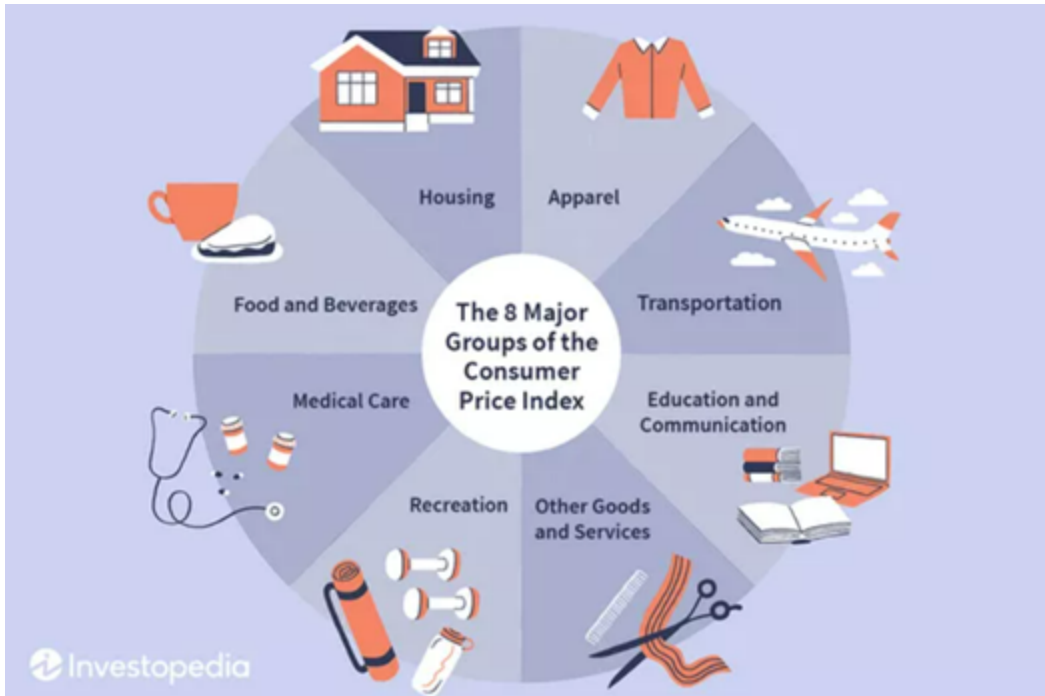 Housing
Apparel
Food and Beverages
Transportation
The 8 Major
Groups of the
Consumer
Price Index
Medical Care
Education and
Communication
Recreation
Other Goods
and Services
Investopedia